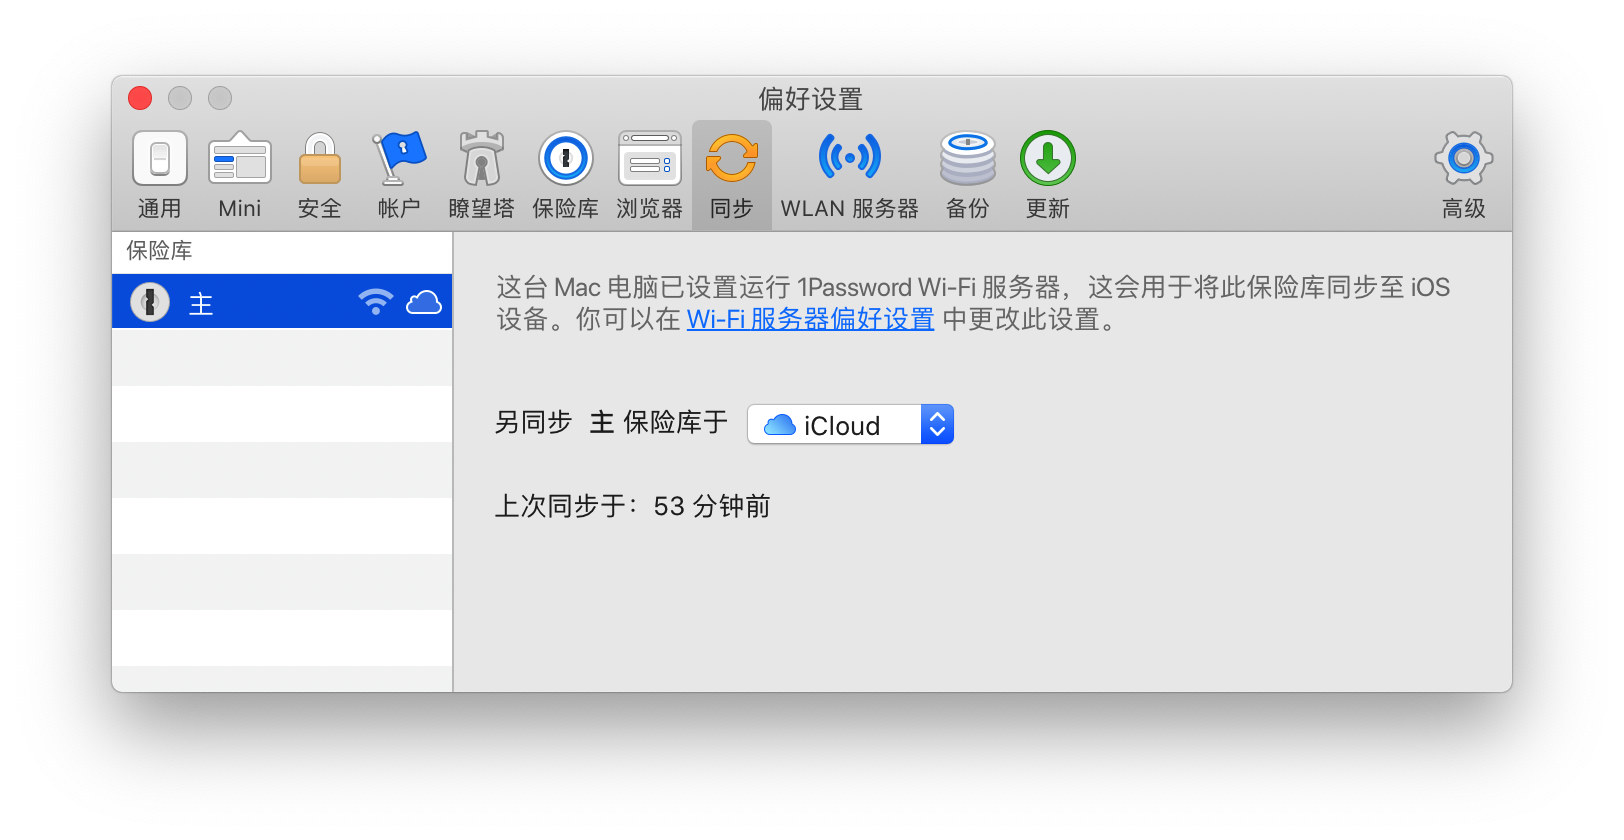 偏好设置
通用 Mini 安全 帐户 瞭望塔 保险库 浏览器 同步 WLAN 服务器 备份 更新 高级
保险库
主
这台 Mac 电脑已设置运行 1Password Wi-Fi 服务器，这会用于将此保险库同步至 iOS
设备。你可以在 Wi-Fi 服务器偏好设置 中更改此设置。
另同步 主 保险库于 iCloud
上次同步于：53 分钟前